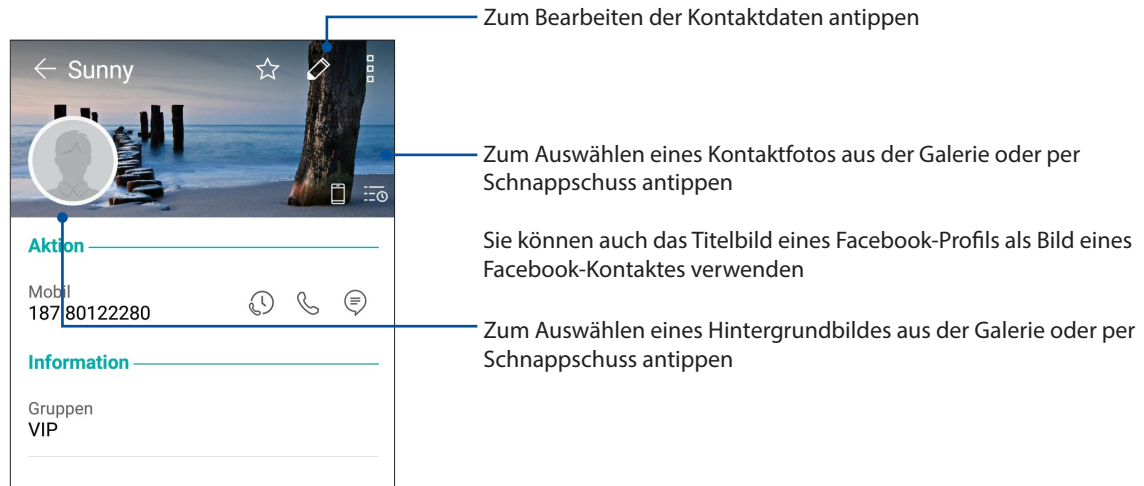 Zum Bearbeiten der Kontaktdaten antippen
Sunny
Zum Auswählen eines Kontaktfotos aus der Galerie oder per
Schnappschuss antippen
Sie können auch das Titelbild eines Facebook-Profils als Bild eines
Facebook-Kontaktes verwenden
Aktion
Mobil
187 80122280
Zum Auswählen eines Hintergrundbildes aus der Galerie oder per
Schnappschuss antippen
Information
Gruppen
VIP